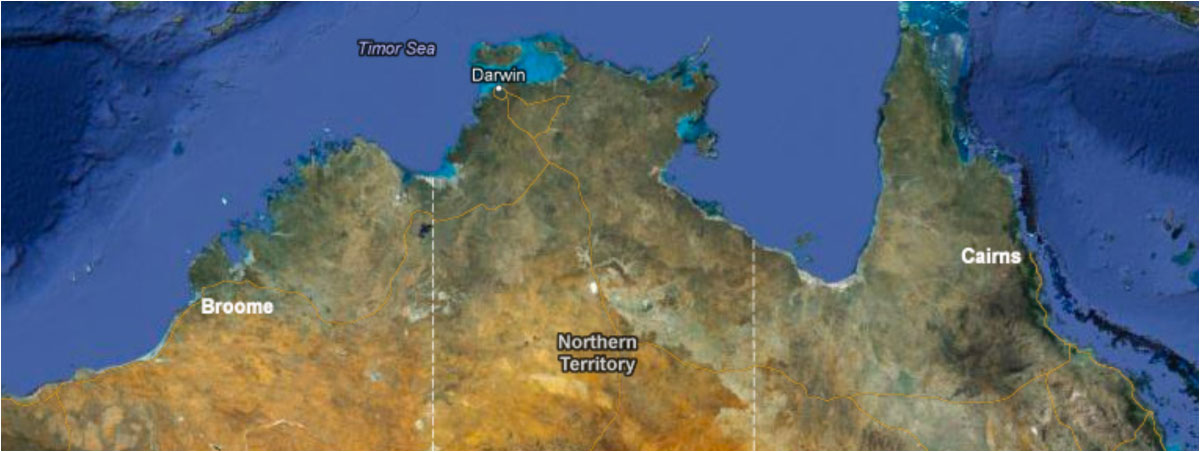 Timor Sea
Darwin
Cairns
Broome
Northern
Territory